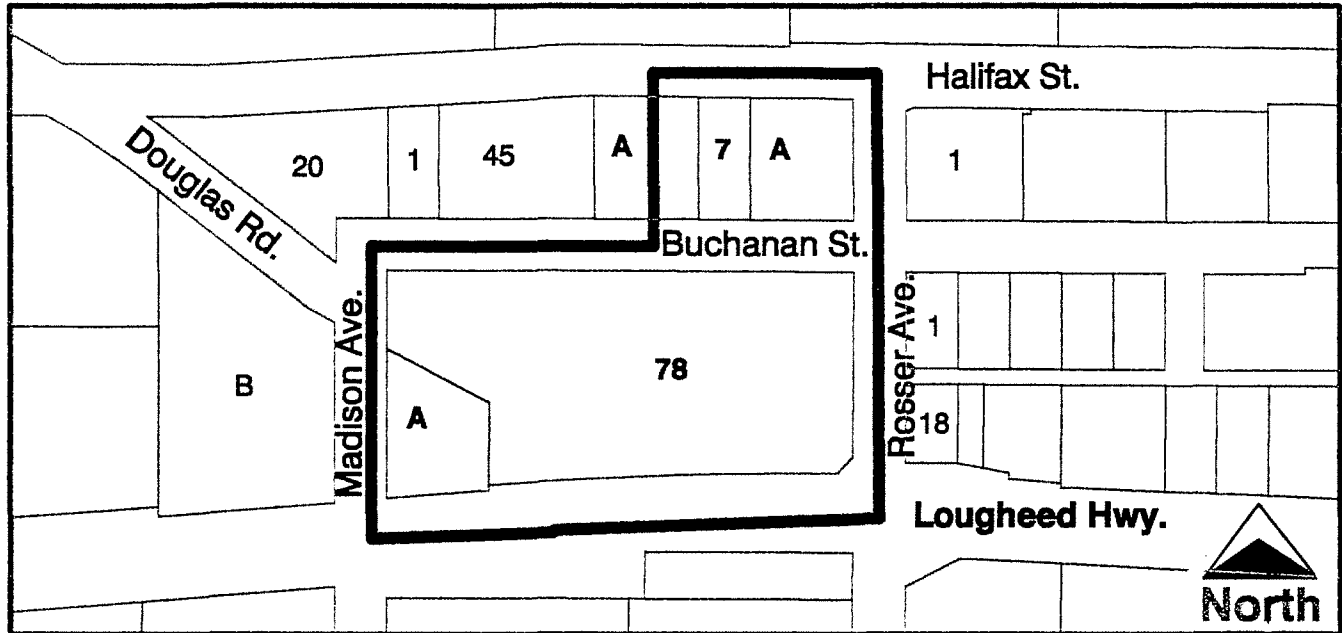 Halifax St.
20
1
45
A
7
A
1
Douglas Rd.
Buchanan St.
Madison Ave.
Rosser Ave.
1
B
78
A
18
Lougheed Hwy.
North